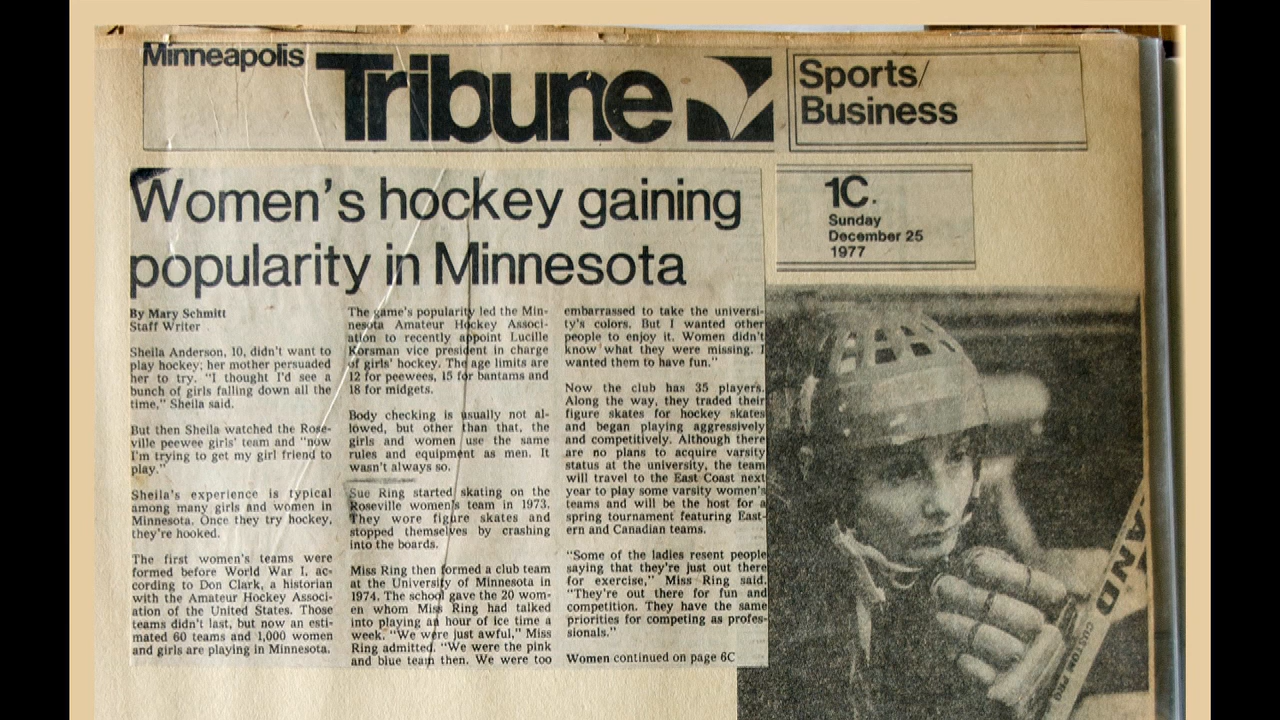 Minneapolis
Tribune
Sports/
Business
Women's hockey gaining
popularity in Minnesota
1C.
Sunday
December 25
1977
By Mary Schmitt
Staff Writer
Sheila Anderson, 10, didn't want to
play hockey; her mother persuaded
her to try. "I thought I'd see a
bunch of girls falling down all the
time," Sheila said.
But then Sheila watched the Rose-
ville peewee girls' team and "now
I'm trying to get my girl friend to
play."
Sheila's experience is typical
among many girls and women in
Minnesota. Once they try hockey,
they're hooked.
The first women's teams were
formed before World War I, ac-
cording to Don Clark, a historian
with the Amateur Hockey Associ-
ation of the United States. Those
teams didn't last, but now an esti-
mated 60 teams and 1,000 women
and girls are playing in Minnesota.
The game's popularity led the Min-
nesota Amateur Hockey Associ-
ation to recently appoint Lucille
Korsman vice president in charge
of girls' hockey. The age limits are
12 for peewees, 15 for bantams and
18 for midgets.
Body checking is usually not al-
lowed, but other than that, the
girls and women use the same
rules and equipment as men. It
wasn't always so.
Sue Ring started skating on the
Roseville women's team in 1973.
They wore figure skates and
stopped themselves by crashing
into the boards.
Miss Ring then formed a club team
at the University of Minnesota in
1974. The school gave the 20 wom-
en whom Miss Ring had talked
into playing an hour of ice time a
week. "We were just awful," Miss
Ring admitted. "We were the pink
and blue team then. We were too
embarrassed to take the universi-
ty's colors. But I wanted other
people to enjoy it. Women didn't
know what they were missing. I
wanted them to have fun."
Now the club has 35 players.
Along the way, they traded their
figure skates for hockey skates
and began playing aggressively
and competitively. Although there
are no plans to acquire varsity
status at the university, the team
will travel to the East Coast next
year to play some varsity women's
teams and will be the host for a
spring tournament featuring East-
ern and Canadian teams.
"Some of the ladies resent people
saying that they're just out there
for exercise," Miss Ring said.
"They're out there for fun and
competition. They have the same
priorities for competing as profes-
sionals."
Women continued on page 6C
AND
CUSTOM PRO